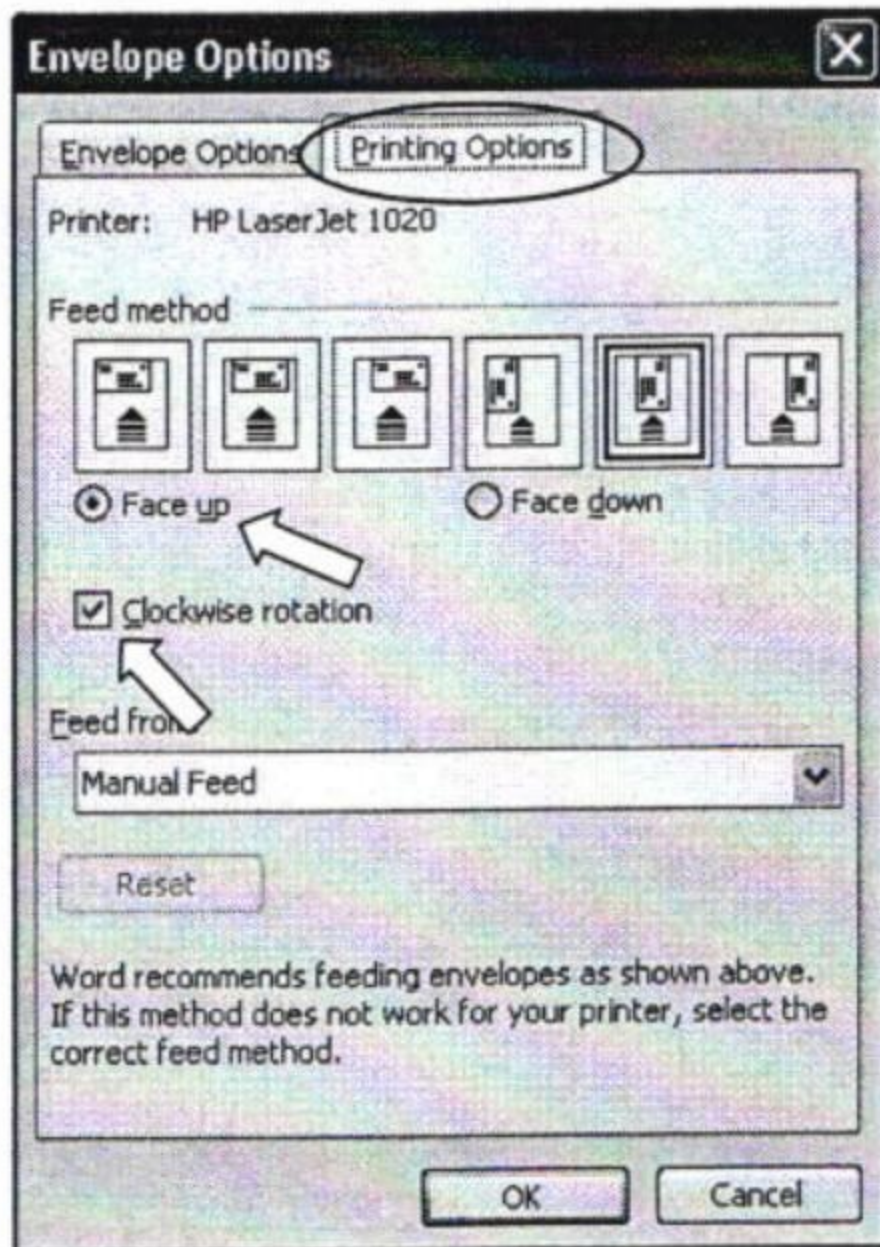 Envelope Options
Envelope Options Printing Options
Printer: HP LaserJet 1020
Feed method
Face up Face down
Clockwise rotation
Feed from
Manual Feed
Reset
Word recommends feeding envelopes as shown above.
If this method does not work for your printer, select the
correct feed method.
OK Cancel